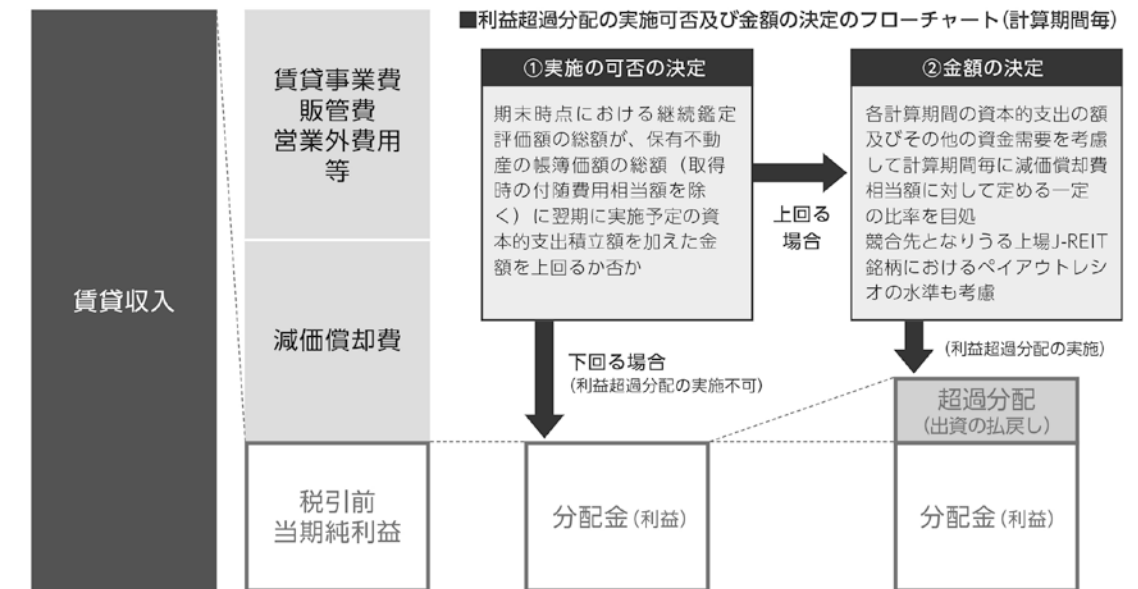 ■利益超過分配の実施可否及び金額の決定のフローチャート(計算期間毎)
賃貸収入
賃貸事業費
販管費
営業外費用
等
減価償却費
税引前
当期純利益
①実施の可否の決定
期末時点における継続鑑定
評価額の総額が、保有不動
産の帳簿価額の総額（取得
時の付随費用相当額を除
く）に翌期に実施予定の資
本的支出積立額を加えた金
額を上回るか否か
上回る
場合
②金額の決定
各計算期間の資本的支出の額
及びその他の資金需要を考慮
して計算期間毎に減価償却費
相当額に対して定める一定
の比率を目処
競合先となりうる上場J-REIT
銘柄におけるペイアウトレシ
オの水準も考慮
下回る場合
(利益超過分配の実施不可)
(利益超過分配の実施)
分配金(利益)
超過分配
(出資の払戻し)
分配金(利益)